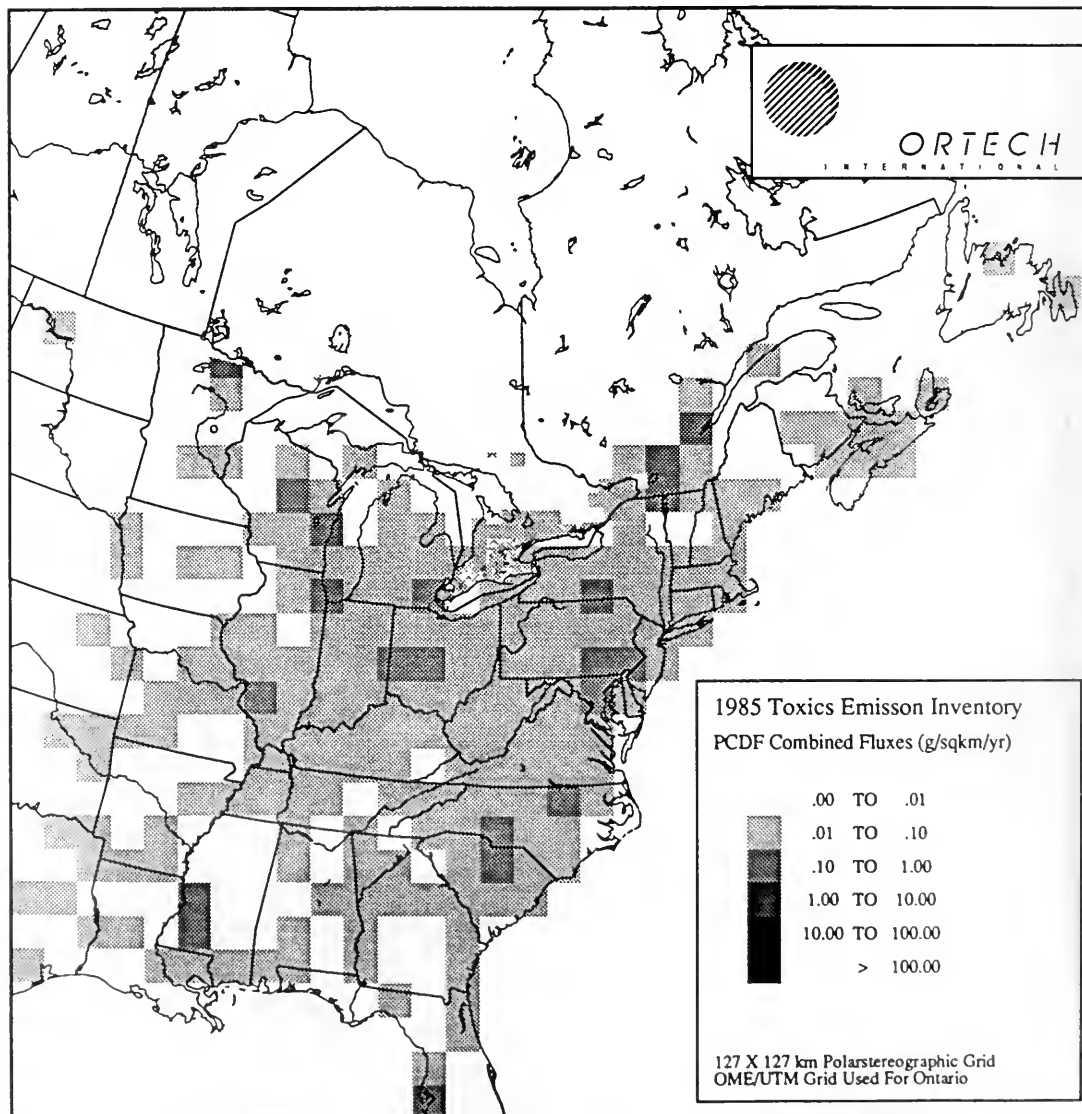 ORTECH
INTERNATIONAL
1985 Toxics Emisson Inventory
PCDF Combined Fluxes (g/sqkm/yr)
.00 TO .01
.01 TO .10
.10 TO 1.00
1.00 TO 10.00
10.00 TO 100.00
> 100.00
127 X 127 km Polarstereographic Grid
OME/UTM Grid Used For Ontario